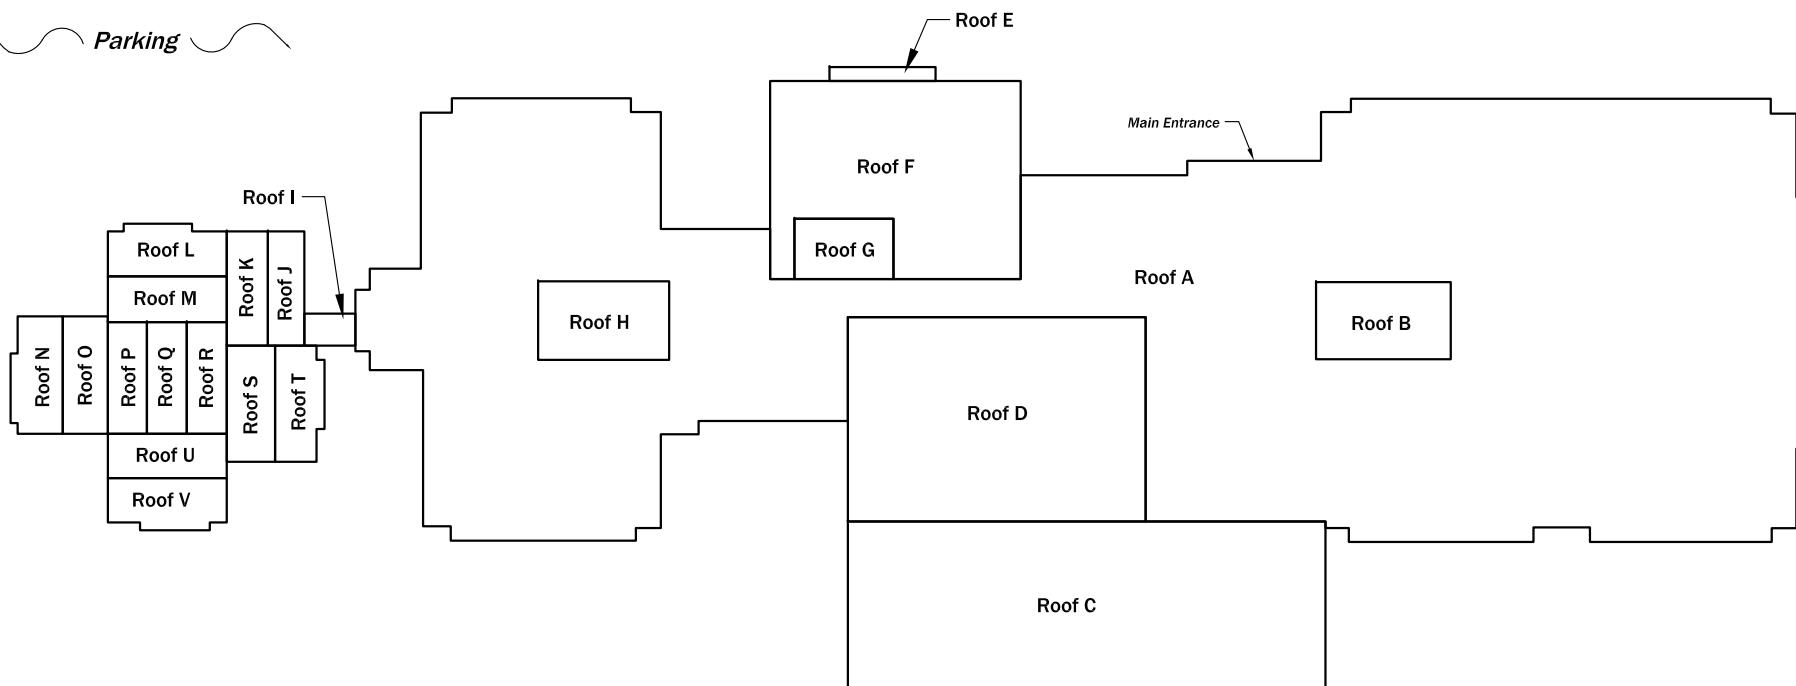 Roof E
Parking
Main Entrance
Roof F
Roof I
Roof L
Roof K
Roof J
Roof G
Roof A
Roof M
Roof H
Roof B
Roof N
Roof O
Roof P
Roof Q
Roof R
Roof S
Roof T
Roof D
Roof U
Roof V
Roof C